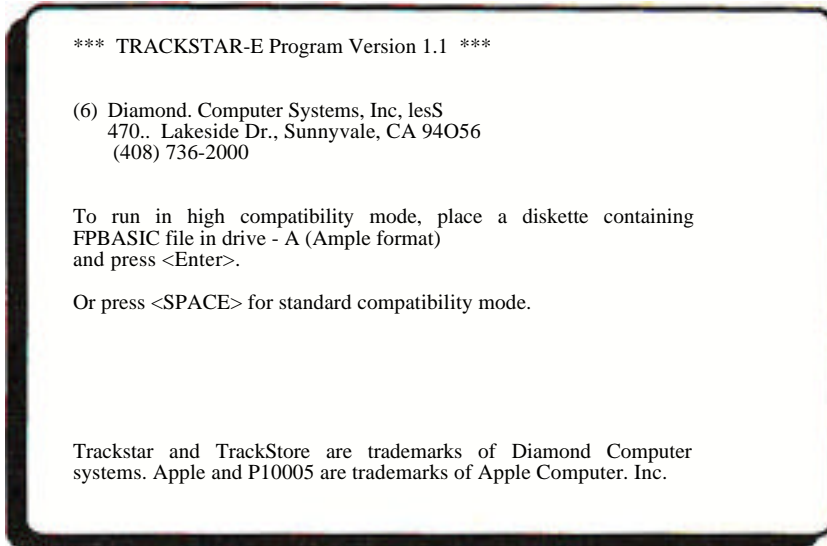 *** TRACKSTAR-E Program Version 1.1 ***
(6) Diamond. Computer Systems, Inc, lesS
470.. Lakeside Dr., Sunnyvale, CA 94O56
(408) 736-2000
To run in high compatibility mode, place a diskette containing
FPBASIC file in drive - A (Ample format)
and press <Enter>.
Or press <SPACE> for standard compatibility mode.
Trackstar and TrackStore are trademarks of Diamond Computer
systems. Apple and P10005 are trademarks of Apple Computer. Inc.